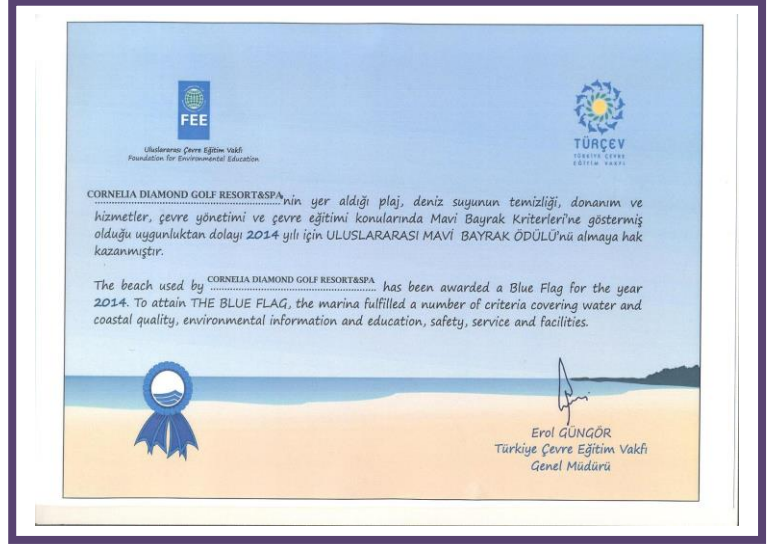 FEE
Uluslararası Çevre Eğitim Vakfı
Foundation for Environmental Education
TÜRÇEV
TÜRKİYE ÇEVRE
EĞİTİM VAKFI
CORNELIA DIAMOND GOLF RESORT&SPA'nin yer aldığı plaj, deniz suyunun temizliği, donanım ve
hizmetler, çevre yönetimi ve çevre eğitimi konularında Mavi Bayrak Kriterleri'ne göstermiş
olduğu uygunluktan dolayı 2014 yılı için ULUSLARARASI MAVİ BAYRAK ÖDÜLÜ'nü almaya hak
kazanmıştır.
The beach used by CORNELIA DIAMOND GOLF RESORT&SPA has been awarded a Blue Flag for the year
2014. To attain THE BLUE FLAG, the marina fulfilled a number of criteria covering water and
coastal quality, environmental information and education, safety, service and facilities.
Erol GÜNGÖR
Türkiye Çevre Eğitim Vakfı
Genel Müdürü